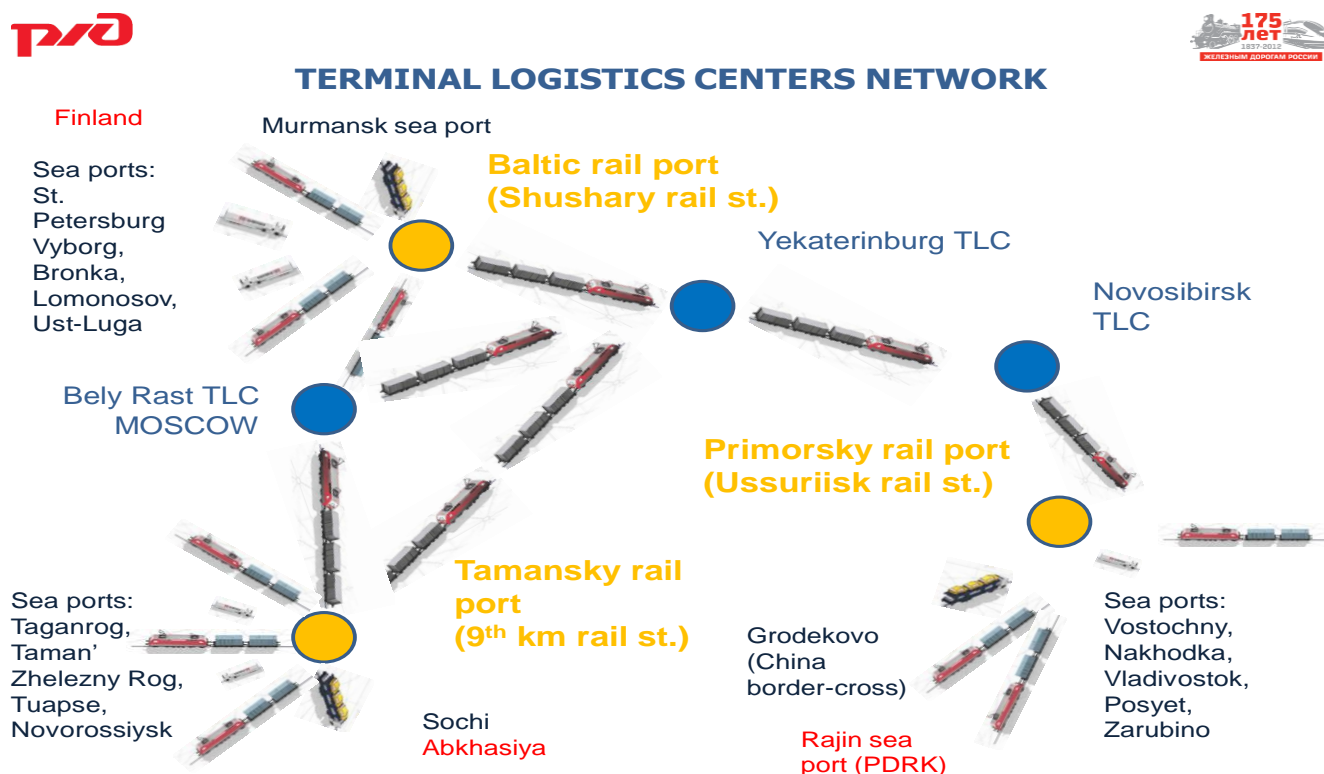 ржд
175
лет
1837-2012
ЖЕЛЕЗНЫМ ДОРОГАМ РОССИИ
TERMINAL LOGISTICS CENTERS NETWORK
Finland
Murmansk sea port
Sea ports:
St.
Petersburg
Vyborg,
Bronka,
Lomonosov,
Ust-Luga
Baltic rail port
(Shushary rail st.)
Yekaterinburg TLC
Novosibirsk
TLC
Bely Rast TLC
MOSCOW
Primorsky rail port
(Ussuriisk rail st.)
Tamansky rail
port
(9th km rail st.)
Sea ports:
Taganrog,
Taman’
Zhelezny Rog,
Tuapse,
Novorossiysk
Sochi
Abkhasiya
Grodekovo
(China
border-cross)
Rajin sea
port (PDRK)
Sea ports:
Vostochny,
Nakhodka,
Vladivostok,
Posyet,
Zarubino